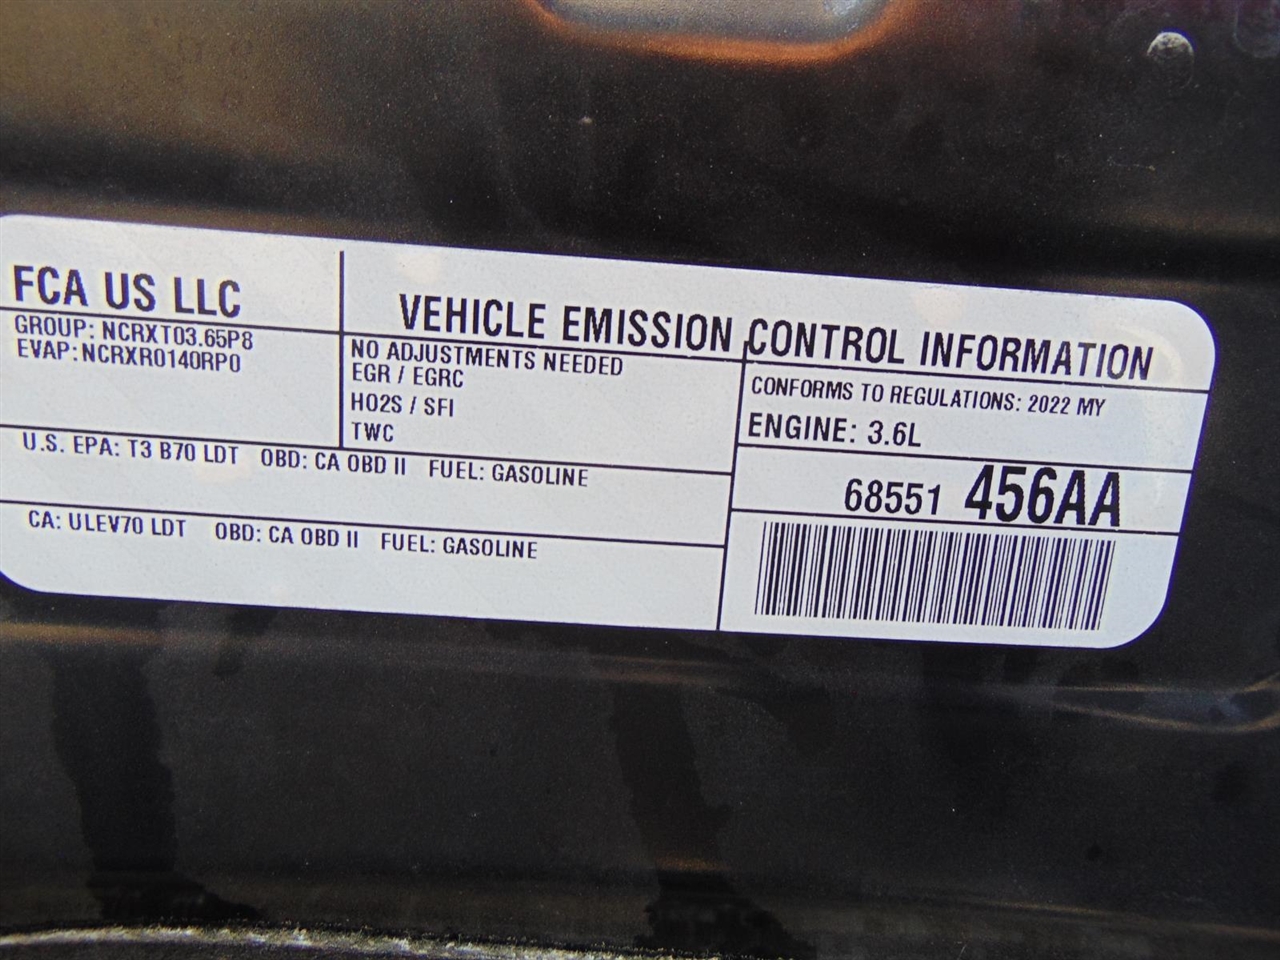 FCA US LLC
VEHICLE EMISSION CONTROL INFORMATION
GROUP: NCRXT03.65P8
EVAP: NCRXR0140RP0
NO ADJUSTMENTS NEEDED
EGR / EGRC
HO2S / SFI
TWC
CONFORMS TO REGULATIONS: 2022 MY
ENGINE: 3.6L
U.S. EPA: T3 B70 LDT OBD: CA OBD II FUEL: GASOLINE
68551 456AA
CA: ULEV70 LDT OBD: CA OBD II FUEL: GASOLINE